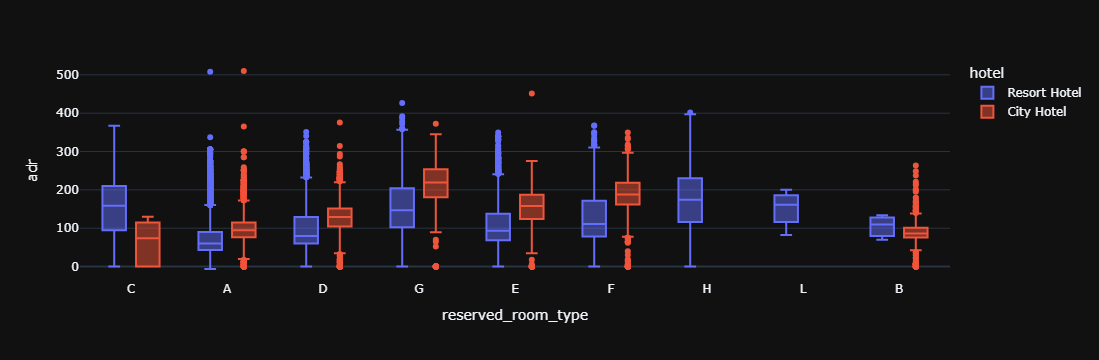 hotel
Resort Hotel
City Hotel
adr
500
400
300
200
100
0
C A D G E F H L B
reserved_room_type